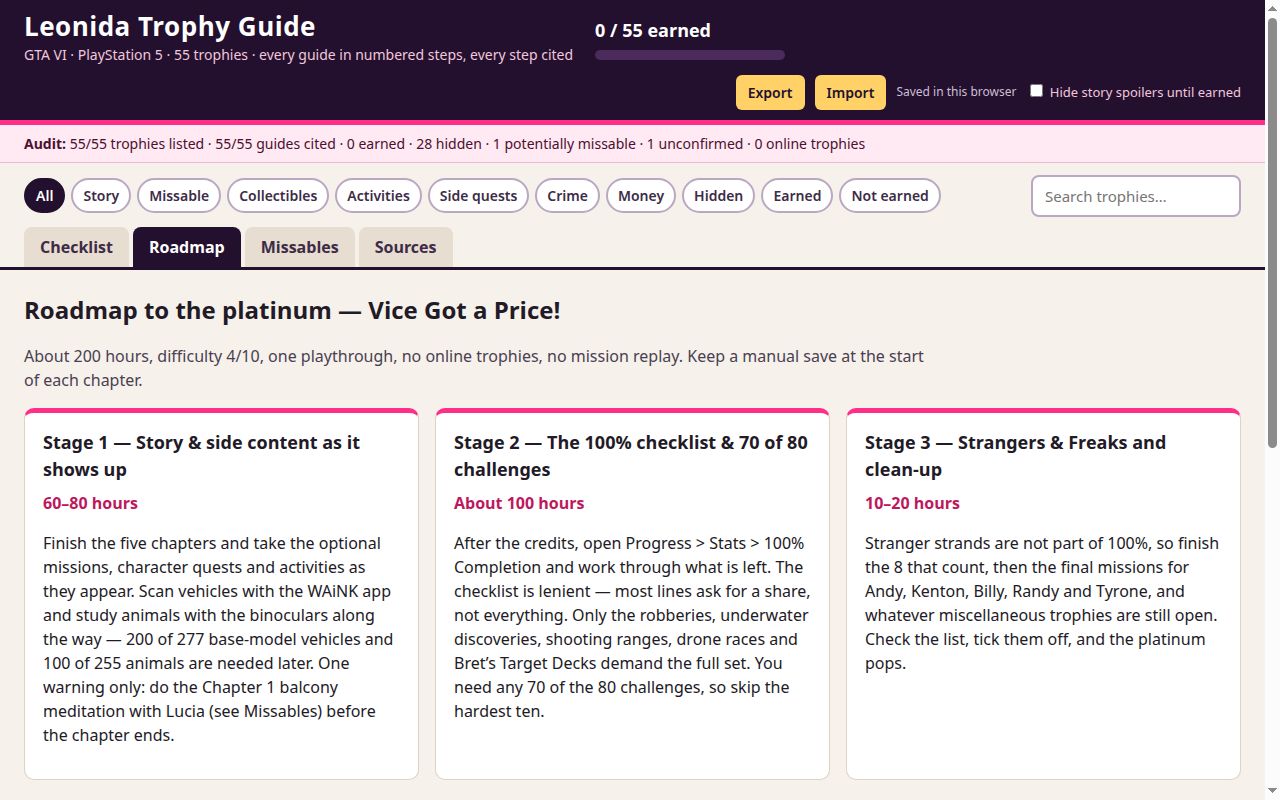 Leonida Trophy Guide
GTA VI · PlayStation 5 · 55 trophies · every guide in numbered steps, every step cited
0 / 55 earned
Export
Import
Saved in this browser
Hide story spoilers until earned
Audit: 55/55 trophies listed · 55/55 guides cited · 0 earned · 28 hidden · 1 potentially missable · 1 unconfirmed · 0 online trophies
All
Story
Missable
Collectibles
Activities
Side quests
Crime
Money
Hidden
Earned
Not earned
Search trophies…
Checklist
Roadmap
Missables
Sources
Roadmap to the platinum — Vice Got a Price!
About 200 hours, difficulty 4/10, one playthrough, no online trophies, no mission replay. Keep a manual save at the start
of each chapter.
Stage 1 — Story & side content as it
shows up
60–80 hours
Finish the five chapters and take the optional
missions, character quests and activities as
they appear. Scan vehicles with the WAiNK app
and study animals with the binoculars along
the way — 200 of 277 base-model vehicles and
100 of 255 animals are needed later. One
warning only: do the Chapter 1 balcony
meditation with Lucia (see Missables) before
the chapter ends.
Stage 2 — The 100% checklist & 70 of 80
challenges
About 100 hours
After the credits, open Progress > Stats > 100%
Completion and work through what is left. The
checklist is lenient — most lines ask for a share,
not everything. Only the robberies, underwater
discoveries, shooting ranges, drone races and
Bret’s Target Decks demand the full set. You
need any 70 of the 80 challenges, so skip the
hardest ten.
Stage 3 — Strangers & Freaks and
clean-up
10–20 hours
Stranger strands are not part of 100%, so finish
the 8 that count, then the final missions for
Andy, Kenton, Billy, Randy and Tyrone, and
whatever miscellaneous trophies are still open.
Check the list, tick them off, and the platinum
pops.